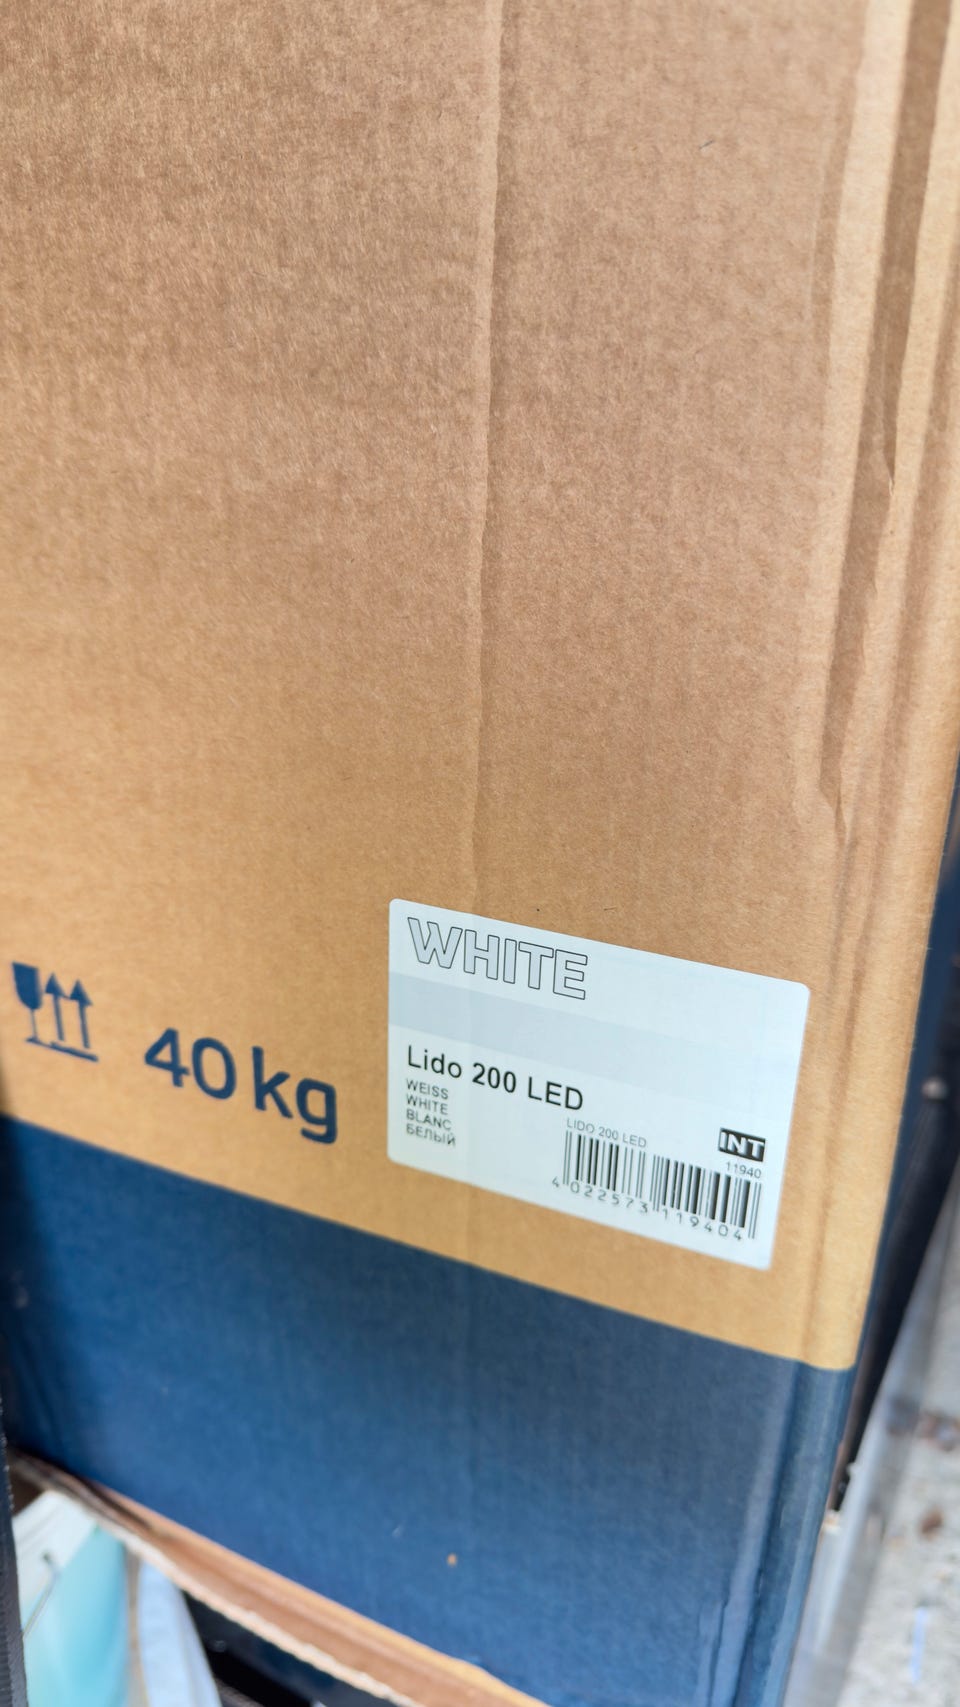 WHITE
40 kg
Lido 200 LED
WEISS
WHITE
BLANC
БЕЛЫЙ
LIDO 200 LED
INT
11940
4 022573 119404